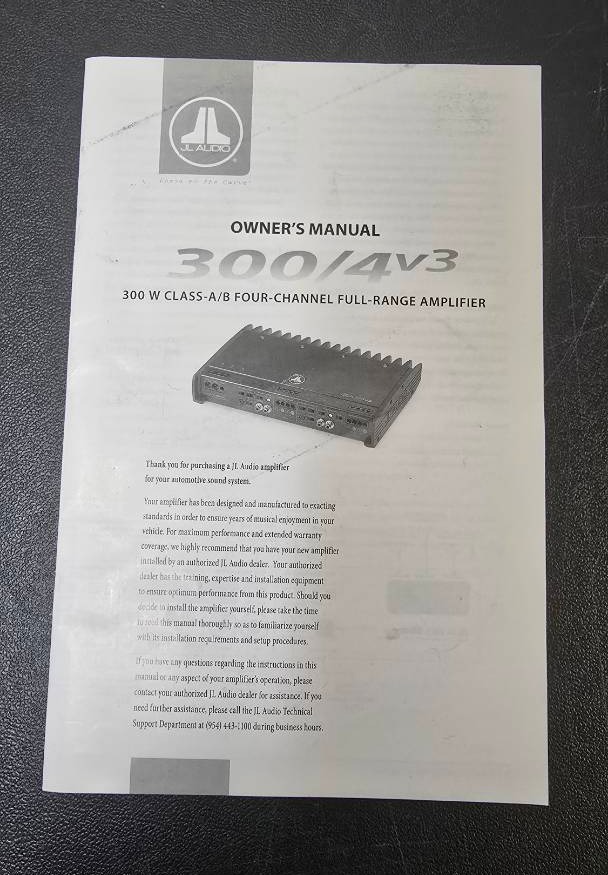 JL AUDIO
OWNER'S MANUAL
300/4v3
300 W CLASS-A/B FOUR-CHANNEL FULL-RANGE AMPLIFIER
Thank you for purchasing a JL Audio amplifier
for your automotive sound system.
Your amplifier has been designed and manufactured to exacting
standards in order to ensure years of musical enjoyment in your
vehicle. For maximum performance and extended warranty
coverage, we highly recommend that you have your new amplifier
installed by an authorized JL Audio dealer. Your authorized
dealer has the training, expertise and installation equipment
to ensure optimum performance from this product. Should you
decide to install the amplifier yourself, please take the time
to read this manual thoroughly so as to familiarize yourself
with its installation requirements and setup procedures.
If you have any questions regarding the instructions in this
manual or any aspect of your amplifier's operation, please
contact your authorized JL Audio dealer for assistance. If you
need further assistance, please call the JL Audio Technical
Support Department at (954) 443-1100 during business hours.